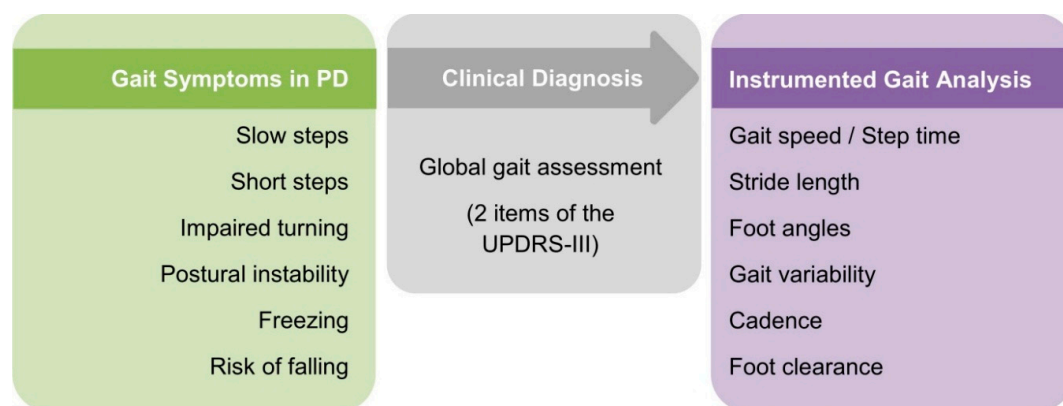 Gait Symptoms in PD
Slow steps
Short steps
Impaired turning
Postural instability
Freezing
Risk of falling
Clinical Diagnosis
Global gait assessment
(2 items of the
UPDRS-III)
Instrumented Gait Analysis
Gait speed / Step time
Stride length
Foot angles
Gait variability
Cadence
Foot clearance